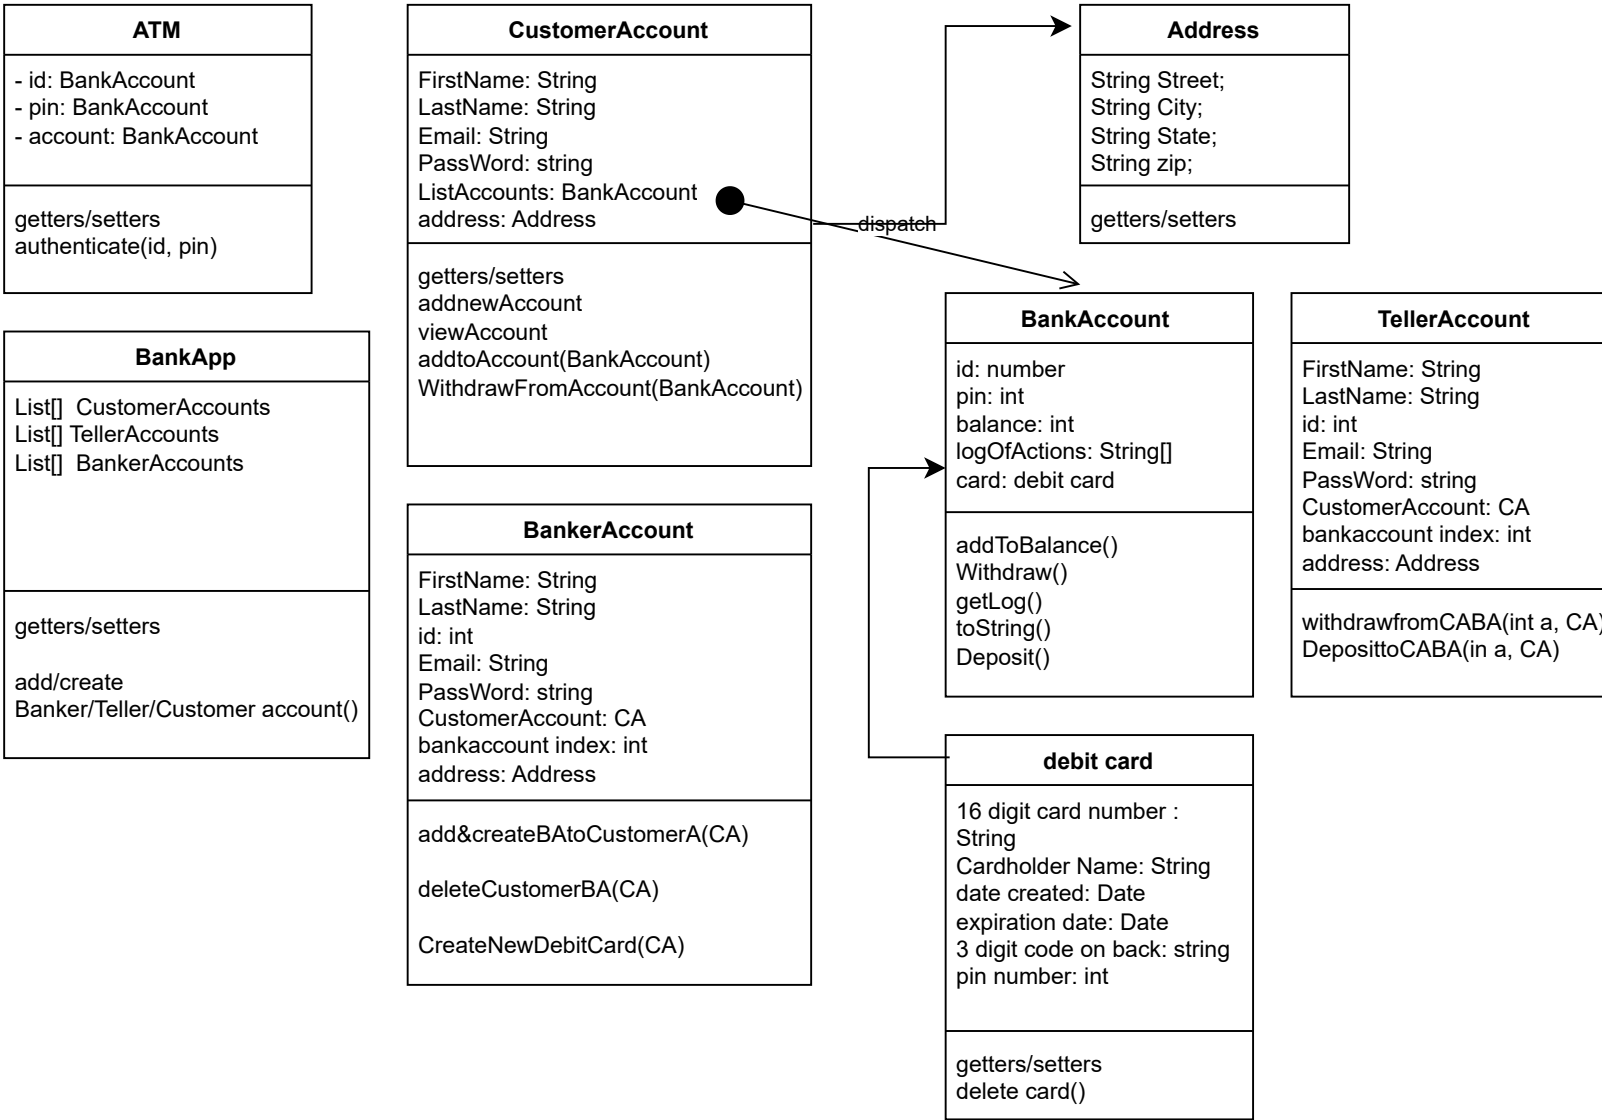 ATM
- id: BankAccount
- pin: BankAccount
- account: BankAccount
getters/setters
authenticate(id, pin)
CustomerAccount
FirstName: String
LastName: String
Email: String
PassWord: string
ListAccounts: BankAccount
address: Address
getters/setters
addnewAccount
viewAccount
addtoAccount(BankAccount)
WithdrawFromAccount(BankAccount)
dispatch
Address
String Street;
String City;
String State;
String zip;
getters/setters
BankApp
List[]  CustomerAccounts
List[] TellerAccounts
List[]  BankerAccounts
getters/setters
add/create
Banker/Teller/Customer account()
BankerAccount
FirstName: String
LastName: String
id: int
Email: String
PassWord: string
CustomerAccount: CA
bankaccount index: int
address: Address
add&createBAtoCustomerA(CA)
deleteCustomerBA(CA)
CreateNewDebitCard(CA)
BankAccount
id: number
pin: int
balance: int
logOfActions: String[]
card: debit card
addToBalance()
Withdraw()
getLog()
toString()
Deposit()
TellerAccount
FirstName: String
LastName: String
id: int
Email: String
PassWord: string
CustomerAccount: CA
bankaccount index: int
address: Address
withdrawfromCABA(int a, CA)
DeposittoCABA(in a, CA)
debit card
16 digit card number :
String
Cardholder Name: String
date created: Date
expiration date: Date
3 digit code on back: string
pin number: int
getters/setters
delete card()